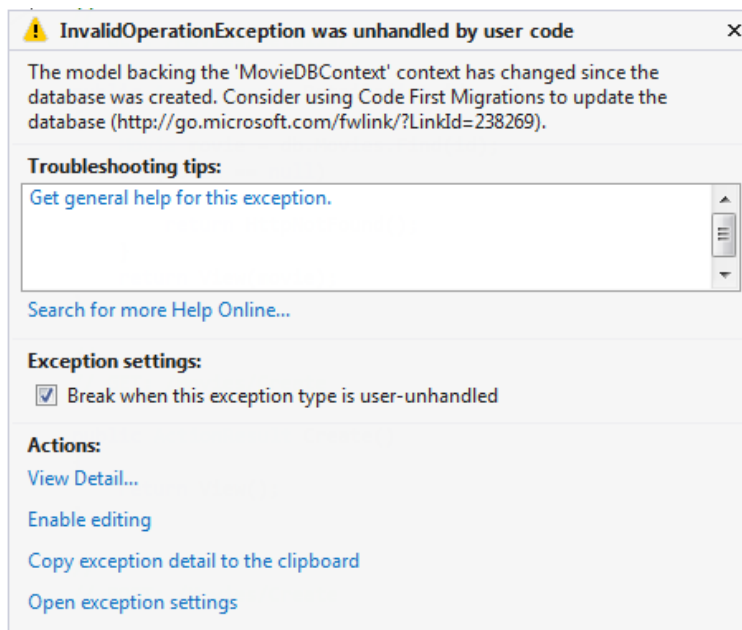 InvalidOperationException was unhandled by user code
The model backing the 'MovieDBContext' context has changed since the
database was created. Consider using Code First Migrations to update the
database (http://go.microsoft.com/fwlink/?LinkId=238269).
Troubleshooting tips:
Get general help for this exception.
Search for more Help Online...
Exception settings:
Break when this exception type is user-unhandled
Actions:
View Detail...
Enable editing
Copy exception detail to the clipboard
Open exception settings